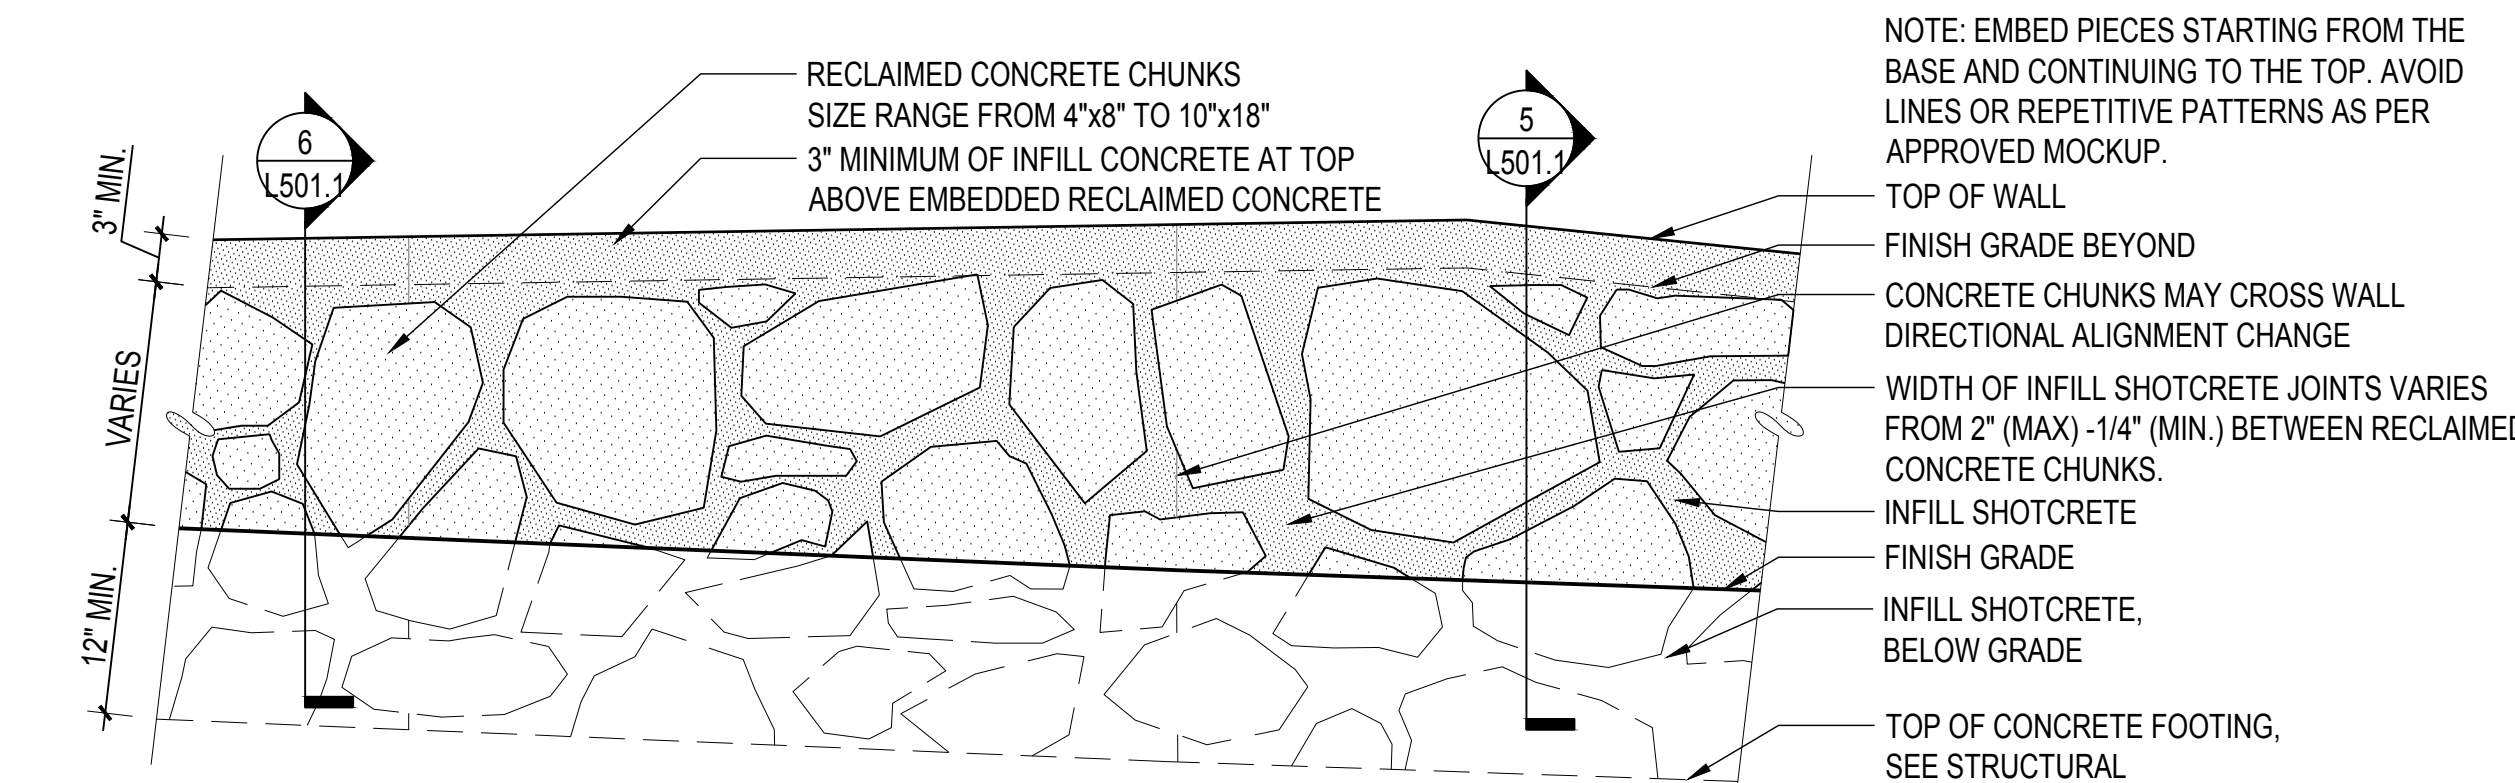 NOTE: EMBED PIECES STARTING FROM THE
BASE AND CONTINUING TO THE TOP. AVOID
LINES OR REPETITIVE PATTERNS AS PER
APPROVED MOCKUP.
RECLAIMED CONCRETE CHUNKS
SIZE RANGE FROM 4"x8" TO 10"x18"
3" MINIMUM OF INFILL CONCRETE AT TOP
ABOVE EMBEDDED RECLAIMED CONCRETE
6
L501.1
5
L501.1
3" MIN.
VARIES
12" MIN.
TOP OF WALL
FINISH GRADE BEYOND
CONCRETE CHUNKS MAY CROSS WALL
DIRECTIONAL ALIGNMENT CHANGE
WIDTH OF INFILL SHOTCRETE JOINTS VARIES
FROM 2" (MAX) -1/4" (MIN.) BETWEEN RECLAIMED
CONCRETE CHUNKS.
INFILL SHOTCRETE
FINISH GRADE
INFILL SHOTCRETE,
BELOW GRADE
TOP OF CONCRETE FOOTING,
SEE STRUCTURAL